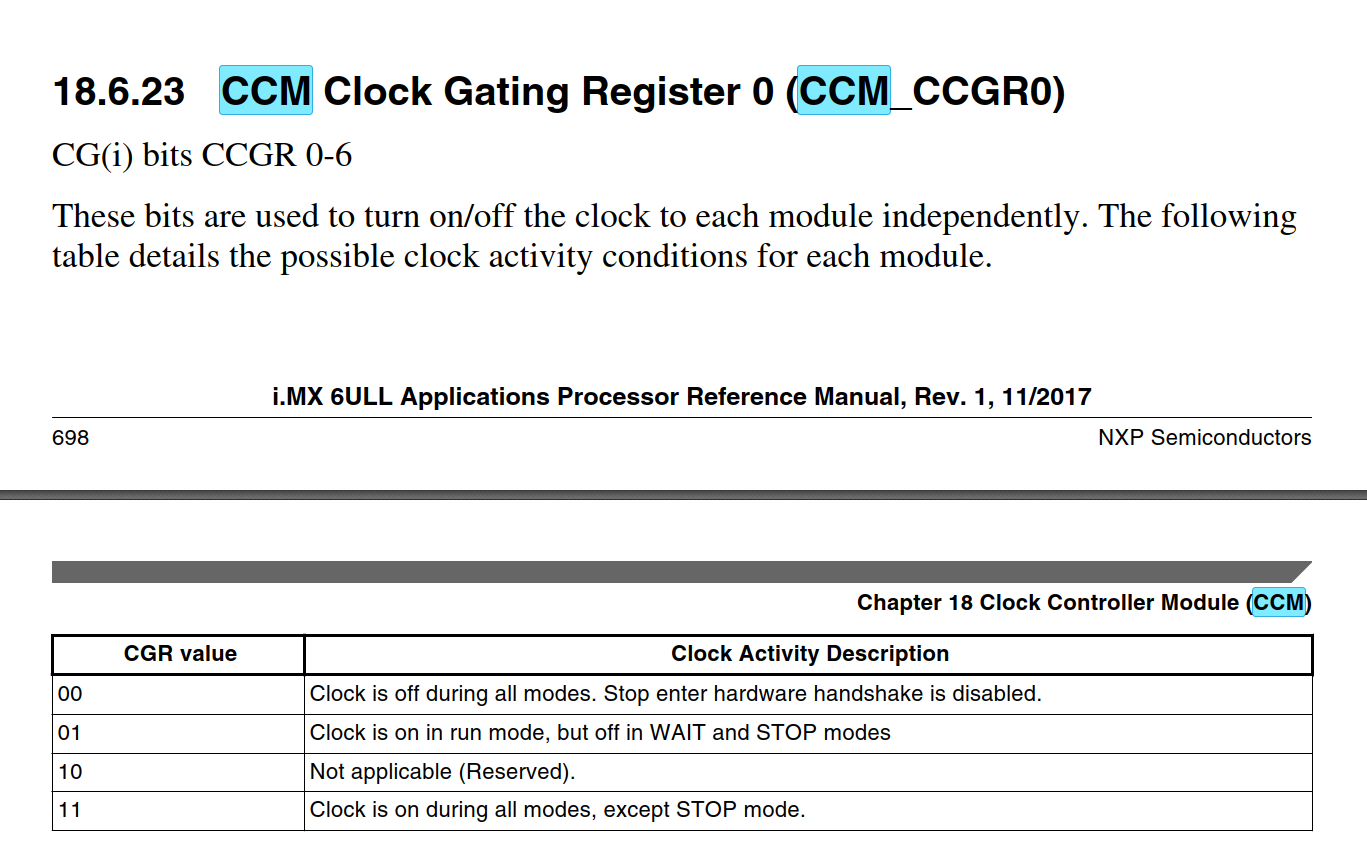 18.6.23 CCM Clock Gating Register 0 (CCM_CCGR0)
CG(i) bits CCGR 0-6
These bits are used to turn on/off the clock to each module independently. The following
table details the possible clock activity conditions for each module.
i.MX 6ULL Applications Processor Reference Manual, Rev. 1, 11/2017
698 NXP Semiconductors
Chapter 18 Clock Controller Module (CCM)
CGR value Clock Activity Description
00 Clock is off during all modes. Stop enter hardware handshake is disabled.
01 Clock is on in run mode, but off in WAIT and STOP modes
10 Not applicable (Reserved).
11 Clock is on during all modes, except STOP mode.